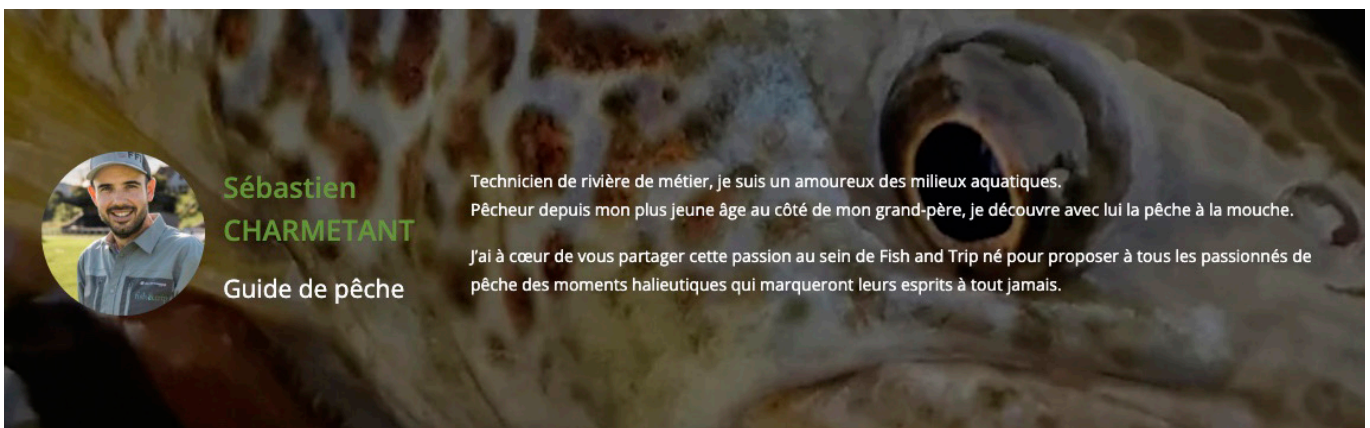 Sébastien
CHARMETANT
Guide de pêche
Technicien de rivière de métier, je suis un amoureux des milieux aquatiques.
Pêcheur depuis mon plus jeune âge au côté de mon grand-père, je découvre avec lui la pêche à la mouche.
J'ai à cœur de vous partager cette passion au sein de Fish and Trip né pour proposer à tous les passionnés de
pêche des moments halieutiques qui marqueront leurs esprits à tout jamais.